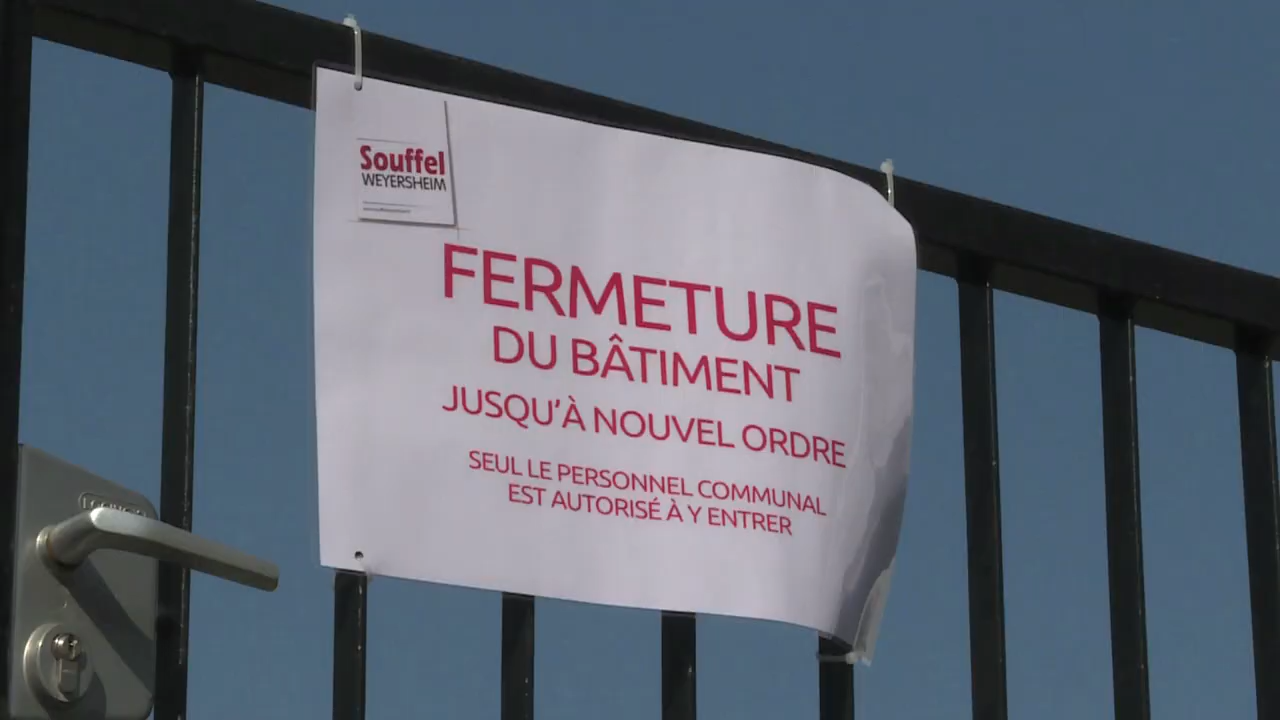 Souffel
WEYERSHEIM
FERMETURE
DU BÂTIMENT
JUSQU'À NOUVEL ORDRE
SEUL LE PERSONNEL COMMUNAL
EST AUTORISÉ À Y ENTRER